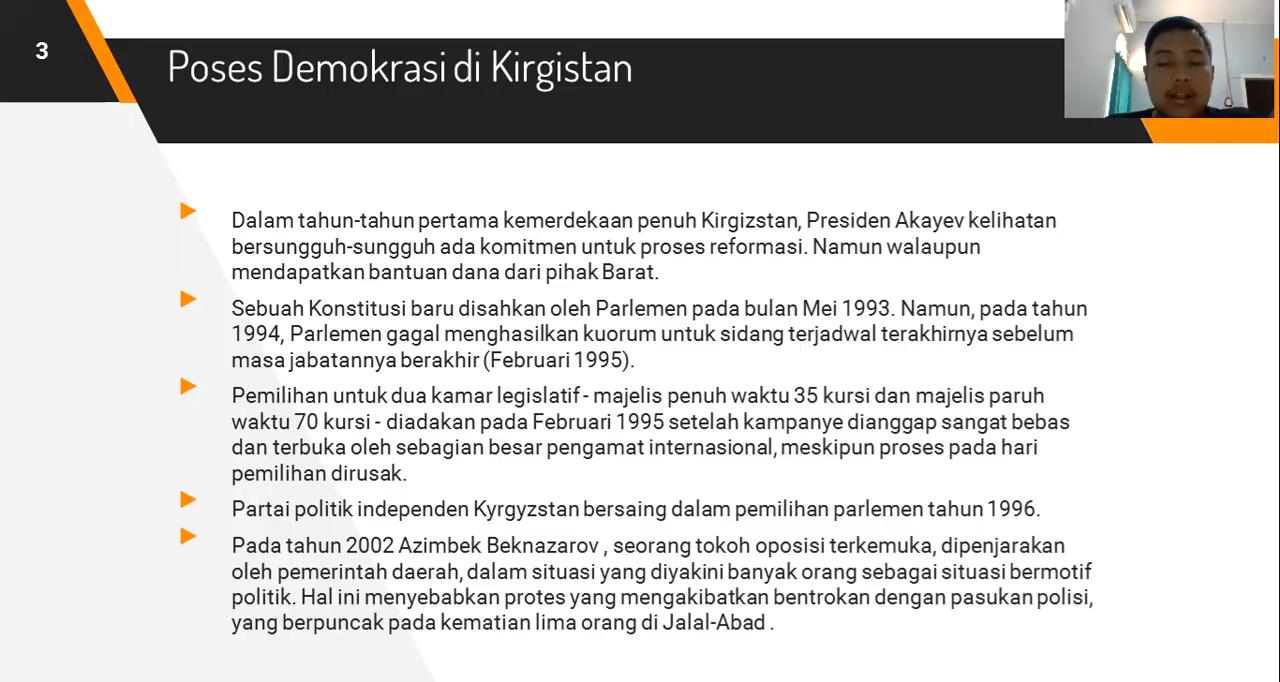 3
Poses Demokrasi di Kirgistan
Dalam tahun-tahun pertama kemerdekaan penuh Kirgizstan, Presiden Akayev kelihatan
bersungguh-sungguh ada komitmen untuk proses reformasi. Namun walaupun
mendapatkan bantuan dana dari pihak Barat.
Sebuah Konstitusi baru disahkan oleh Parlemen pada bulan Mei 1993. Namun, pada tahun
1994, Parlemen gagal menghasilkan kuorum untuk sidang terjadwal terakhirnya sebelum
masa jabatannya berakhir (Februari 1995).
Pemilihan untuk dua kamar legislatif - majelis penuh waktu 35 kursi dan majelis paruh
waktu 70 kursi - diadakan pada Februari 1995 setelah kampanye dianggap sangat bebas
dan terbuka oleh sebagian besar pengamat internasional, meskipun proses pada hari
pemilihan dirusak.
Partai politik independen Kyrgyzstan bersaing dalam pemilihan parlemen tahun 1996.
Pada tahun 2002 Azimbek Beknazarov , seorang tokoh oposisi terkemuka, dipenjarakan
oleh pemerintah daerah, dalam situasi yang diyakini banyak orang sebagai situasi bermotif
politik. Hal ini menyebabkan protes yang mengakibatkan bentrokan dengan pasukan polisi,
yang berpuncak pada kematian lima orang di Jalal-Abad .